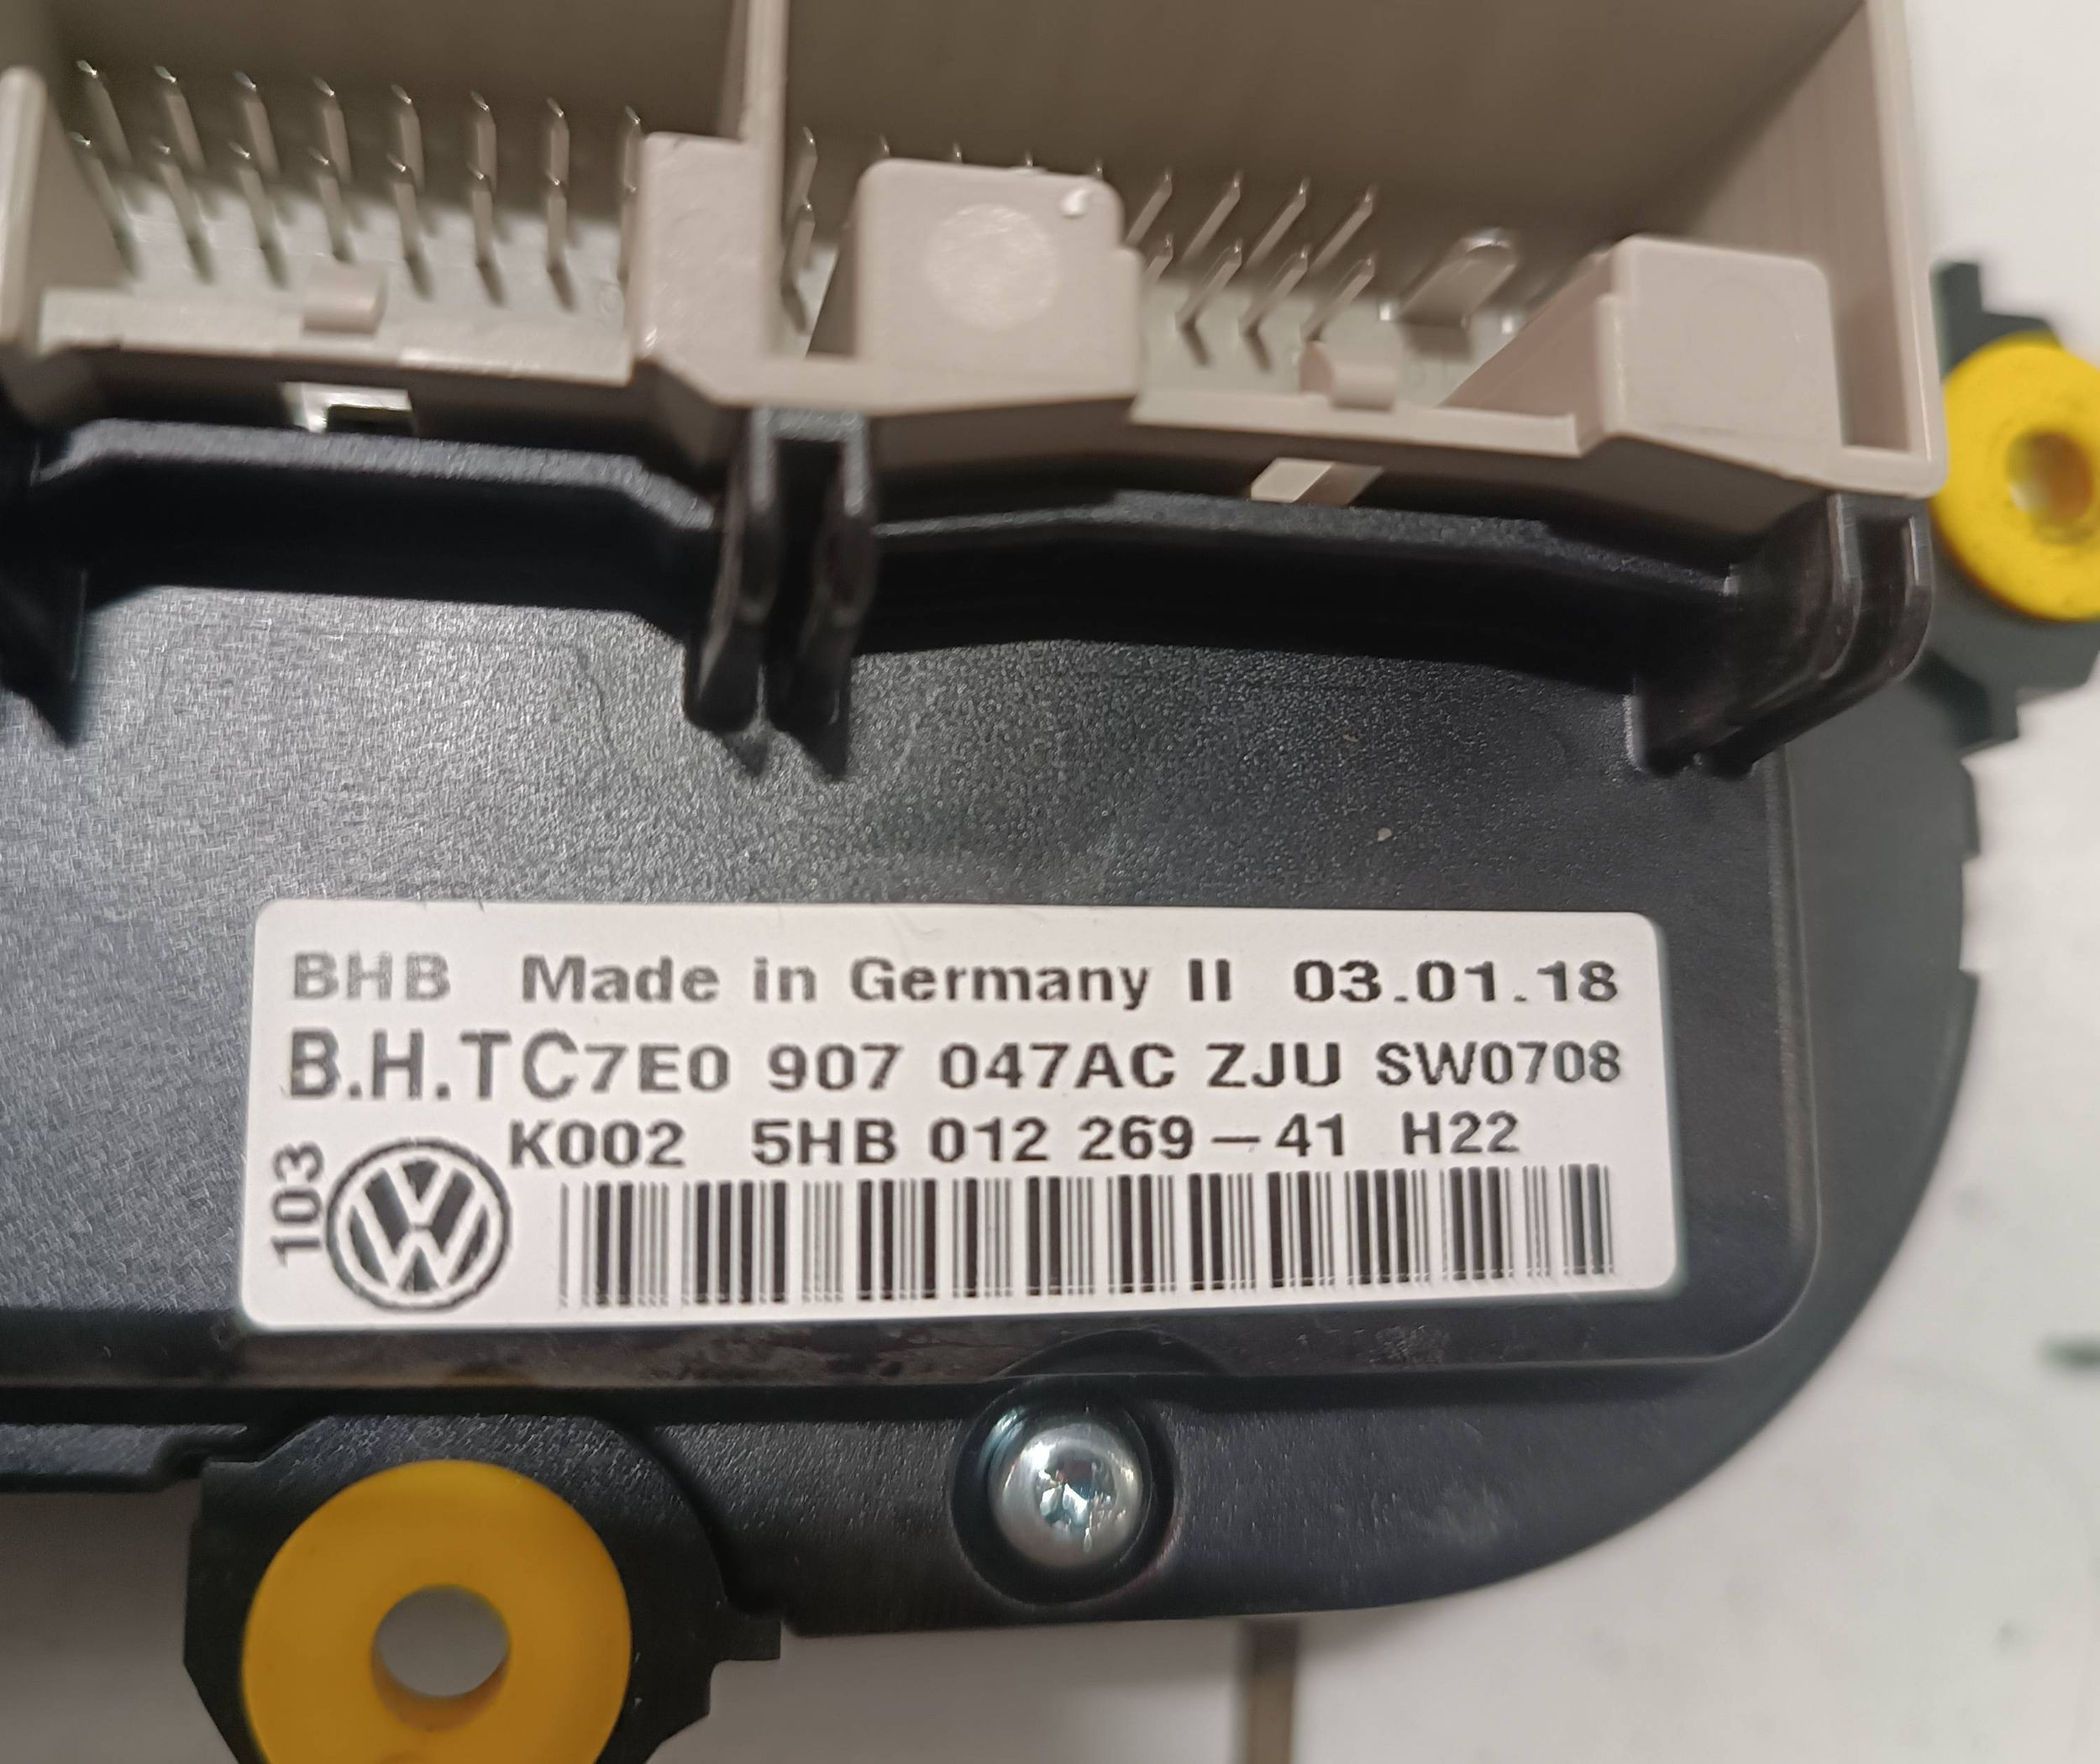 BHB Made in Germany II 03.01.18
B.H.TC7E0 907 047AC ZJU SW0708
K002 5HB 012 269-41 H22
103